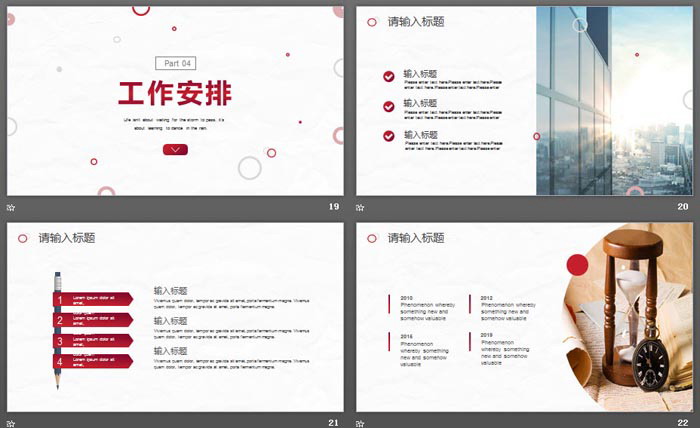 Part 04
工作安排
Life isn't about waiting for the storm to pass. it's
about learning to dance in the rain.
19
请输入标题
输入标题
Please enter text here.Please enter text here.Please
enter text here.Please enter text here.Please enter
输入标题
Please enter text here.Please enter text here.Please
enter text here.Please enter text here.Please enter
输入标题
Please enter text here.Please enter text here.Please
enter text here.Please enter text here.Please enter
20
请输入标题
1
Lorem ipsum dolor sit
amet,
2
Lorem ipsum dolor sit
amet,
3
Lorem ipsum dolor sit
amet,
4
Lorem ipsum dolor sit
amet,
输入标题
Vivamus quam dolor, tempor ac gravida sit amet, porta fermentum magna. Vivamus
quam dolor, tempor ac gravida sit amet, porta fermentum magna.
输入标题
Vivamus quam dolor, tempor ac gravida sit amet, porta fermentum magna. Vivamus
quam dolor, tempor ac gravida sit amet, porta fermentum magna.
输入标题
Vivamus quam dolor, tempor ac gravida sit amet, porta fermentum magna. Vivamus
quam dolor, tempor ac gravida sit amet, porta fermentum magna.
21
请输入标题
2010
Phenomenon whereby
something new and
somehow valuable
2012
Phenomenon whereby
something new and
somehow valuable
2015
Phenomenon
whereby something
new and somehow
valuable
2018
Phenomenon
whereby something
new and somehow
valuable
22